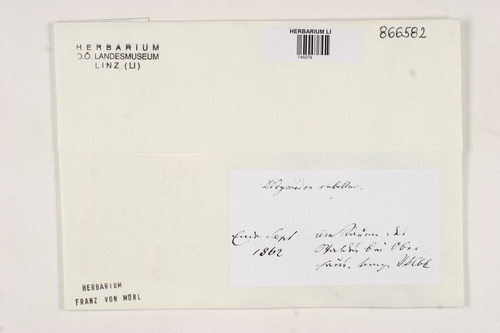 HERBARIUM
O.Ö. LANDESMUSEUM
LINZ (LI)
HERBARIUM LI
745079
866582
Didymodon rubellus.
Ende Sept
1862
HERBARIUM
FRANZ VON MÖRL